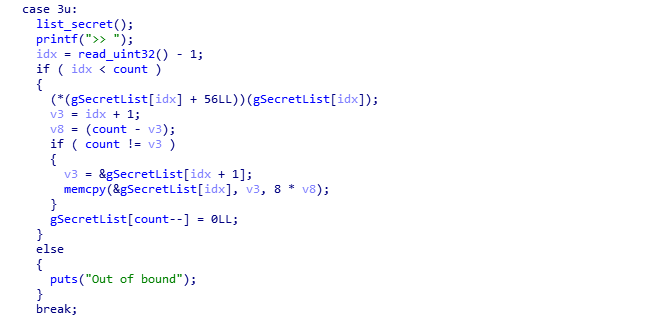 case 3u:
list_secret();
printf(">> ");
idx = read_uint32() - 1;
if ( idx < count )
{
(*(gSecretList[idx] + 56LL))(gSecretList[idx]);
v3 = idx + 1;
v8 = (count - v3);
if ( count != v3 )
{
v3 = &gSecretList[idx + 1];
memcpy(&gSecretList[idx], v3, 8 * v8);
}
gSecretList[count--] = 0LL;
}
else
{
puts("Out of bound");
}
break;